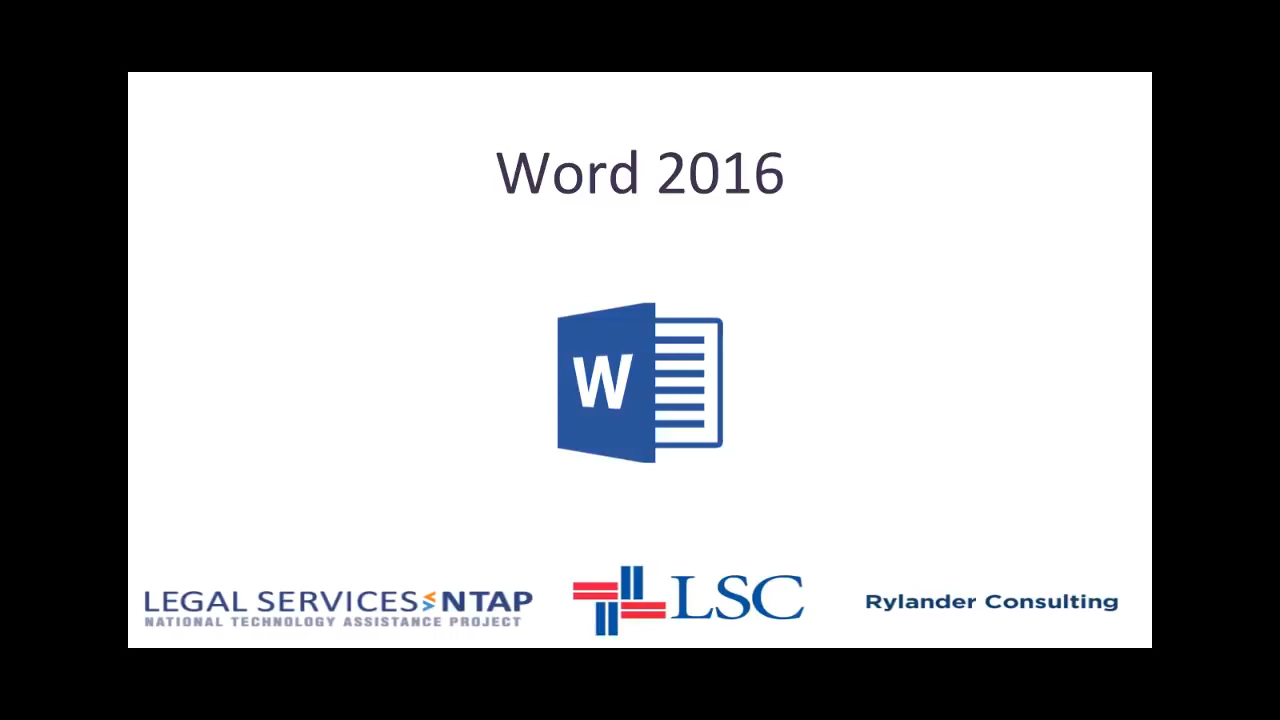 Word 2016
W
LEGAL SERVICES NTAP
NATIONAL TECHNOLOGY ASSISTANCE PROJECT
LSC
Rylander Consulting